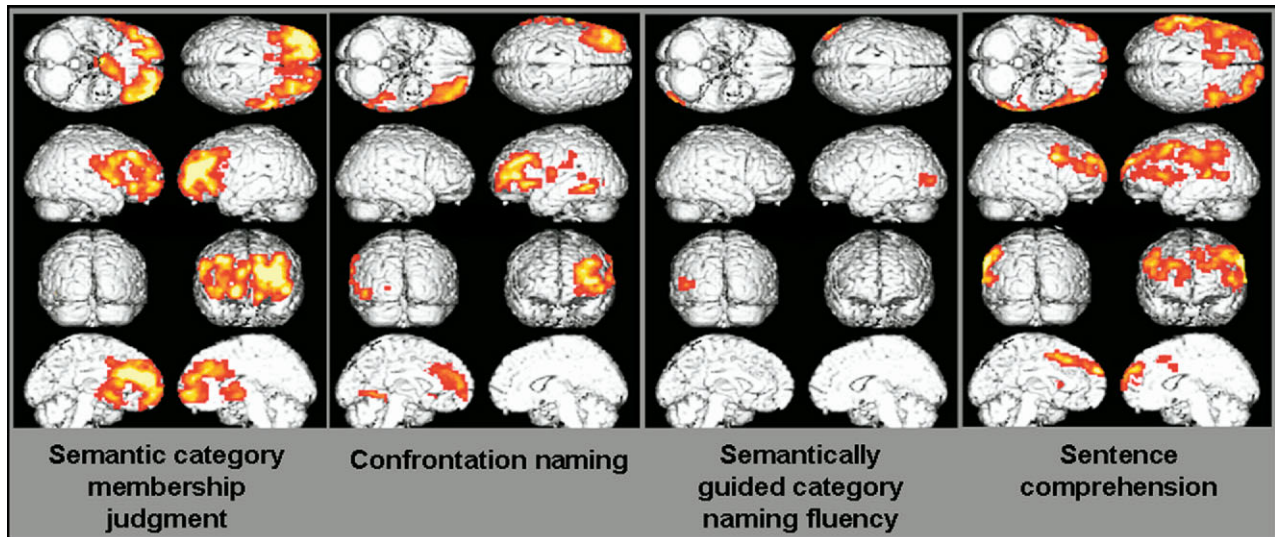 Semantic category
membership
judgment
Confrontation naming
Semantically
guided category
naming fluency
Sentence
comprehension